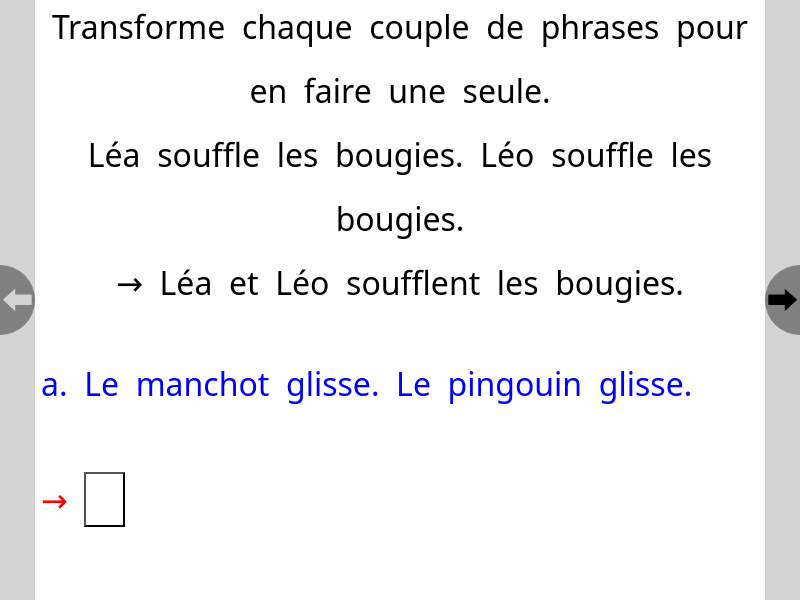 Transforme chaque couple de phrases pour
en faire une seule.
Léa souffle les bougies. Léo souffle les
bougies.
→ Léa et Léo soufflent les bougies.
a. Le manchot glisse. Le pingouin glisse.
→